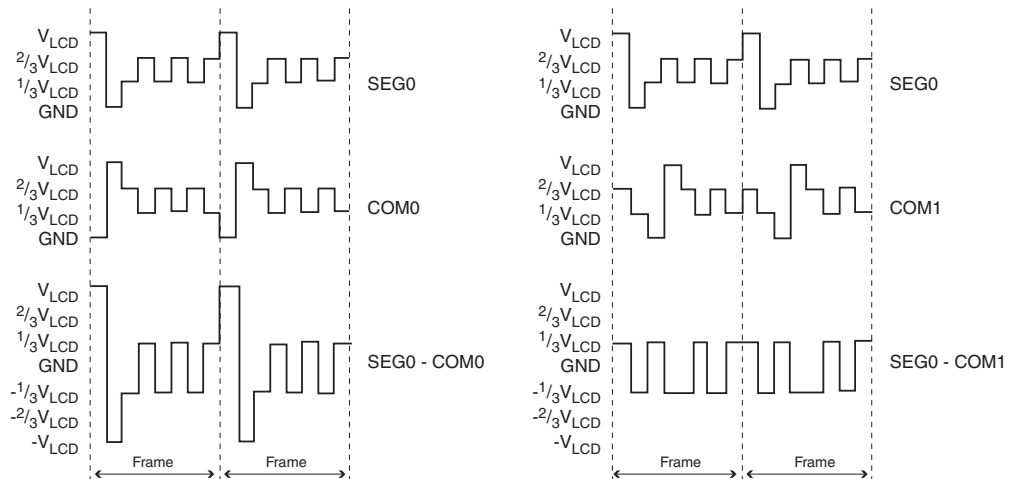 V_LCD
2/3V_LCD
1/3V_LCD
GND
SEG0
V_LCD
2/3V_LCD
1/3V_LCD
GND
COM0
V_LCD
2/3V_LCD
1/3V_LCD
GND
-1/3V_LCD
-2/3V_LCD
-V_LCD
SEG0 - COM0
Frame
Frame
V_LCD
2/3V_LCD
1/3V_LCD
GND
SEG0
V_LCD
2/3V_LCD
1/3V_LCD
GND
COM1
V_LCD
2/3V_LCD
1/3V_LCD
GND
-1/3V_LCD
-2/3V_LCD
-V_LCD
SEG0 - COM1
Frame
Frame